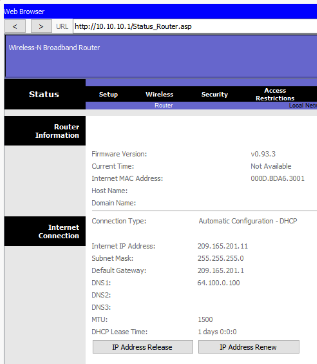 Web Browser
< > URL http://10.10.10.1/Status_Router.asp
Wireless-N Broadband Router
Status Setup Wireless Security Access Restrictions
Router Local Netw
Router Information
Firmware Version: v0.93.3
Current Time: Not Available
Internet MAC Address: 000D.BDA6.3001
Host Name:
Domain Name:
Internet Connection
Connection Type: Automatic Configuration - DHCP
Internet IP Address: 209.165.201.11
Subnet Mask: 255.255.255.0
Default Gateway: 209.165.201.1
DNS1: 64.100.0.100
DNS2:
DNS3:
MTU: 1500
DHCP Lease Time: 1 days 0:0:0
IP Address Release IP Address Renew